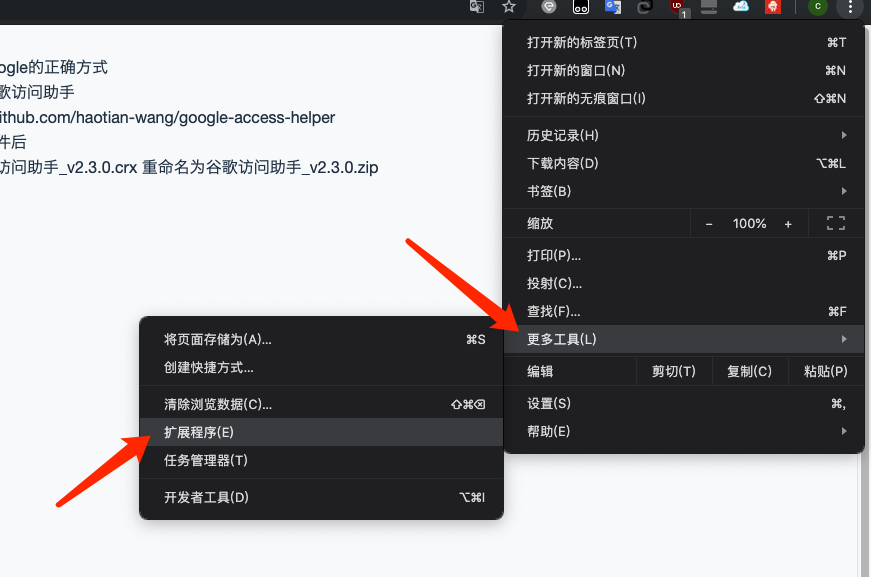 ogle的正确方式
歌访问助手
ithub.com/haotian-wang/google-access-helper
件后
访问助手_v2.3.0.crx 重命名为谷歌访问助手_v2.3.0.zip
UD
1
C
打开新的标签页(T) ⌘T
打开新的窗口(N) ⌘N
打开新的无痕窗口(I) ⇧⌘N
历史记录(H)
下载内容(D) ⌥⌘L
书签(B)
缩放 − 100% +
打印(P)... ⌘P
投射(C)...
查找(F)... ⌘F
更多工具(L)
编辑 剪切(T) 复制(C) 粘贴(P)
设置(S) ⌘,
帮助(E)
将页面存储为(A)... ⌘S
创建快捷方式...
清除浏览数据(C)... ⇧⌘⌫
扩展程序(E)
任务管理器(T)
开发者工具(D) ⌥⌘I